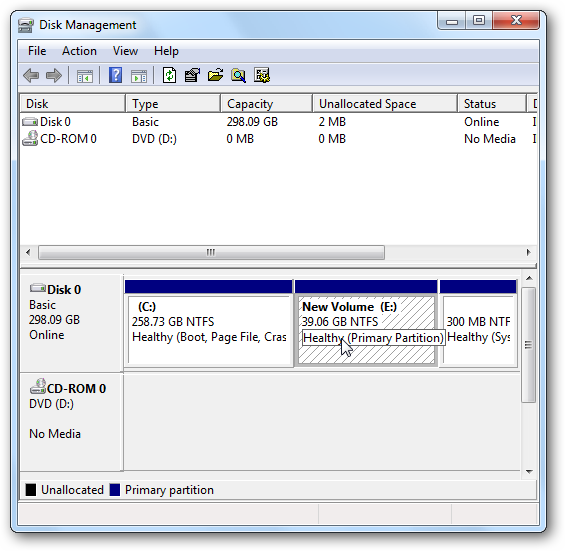 Disk Management
File Action View Help
Disk Type Capacity Unallocated Space Status
Disk 0 Basic 298.09 GB 2 MB Online
CD-ROM 0 DVD (D:) 0 MB 0 MB No Media
Disk 0
Basic
298.09 GB
Online
(C:)
258.73 GB NTFS
Healthy (Boot, Page File, Cras
New Volume (E:)
39.06 GB NTFS
Healthy (Primary Partition)
300 MB NTF
Healthy (Sys
CD-ROM 0
DVD (D:)
No Media
Unallocated Primary partition